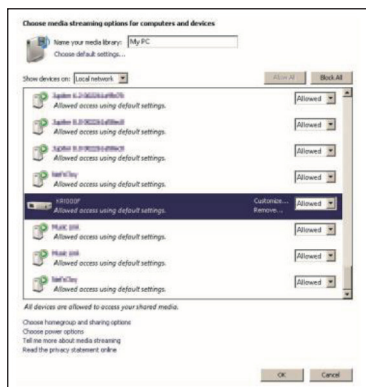 Choose media streaming options for computers and devices
Name your media library: My PC
Choose default settings...
Show devices on: Local network
Allow All Block All
Allowed
Allowed access using default settings.
Allowed
Allowed access using default settings.
Allowed
Allowed access using default settings.
Allowed
Allowed access using default settings.
Customize... Allowed
Allowed access using default settings. Remove...
Allowed
Allowed access using default settings.
Allowed
Allowed access using default settings.
Allowed
Allowed access using default settings.
All devices are allowed to access your shared media.
Choose homegroup and sharing options
Choose power options
Tell me more about media streaming
Read the privacy statement online
OK Cancel